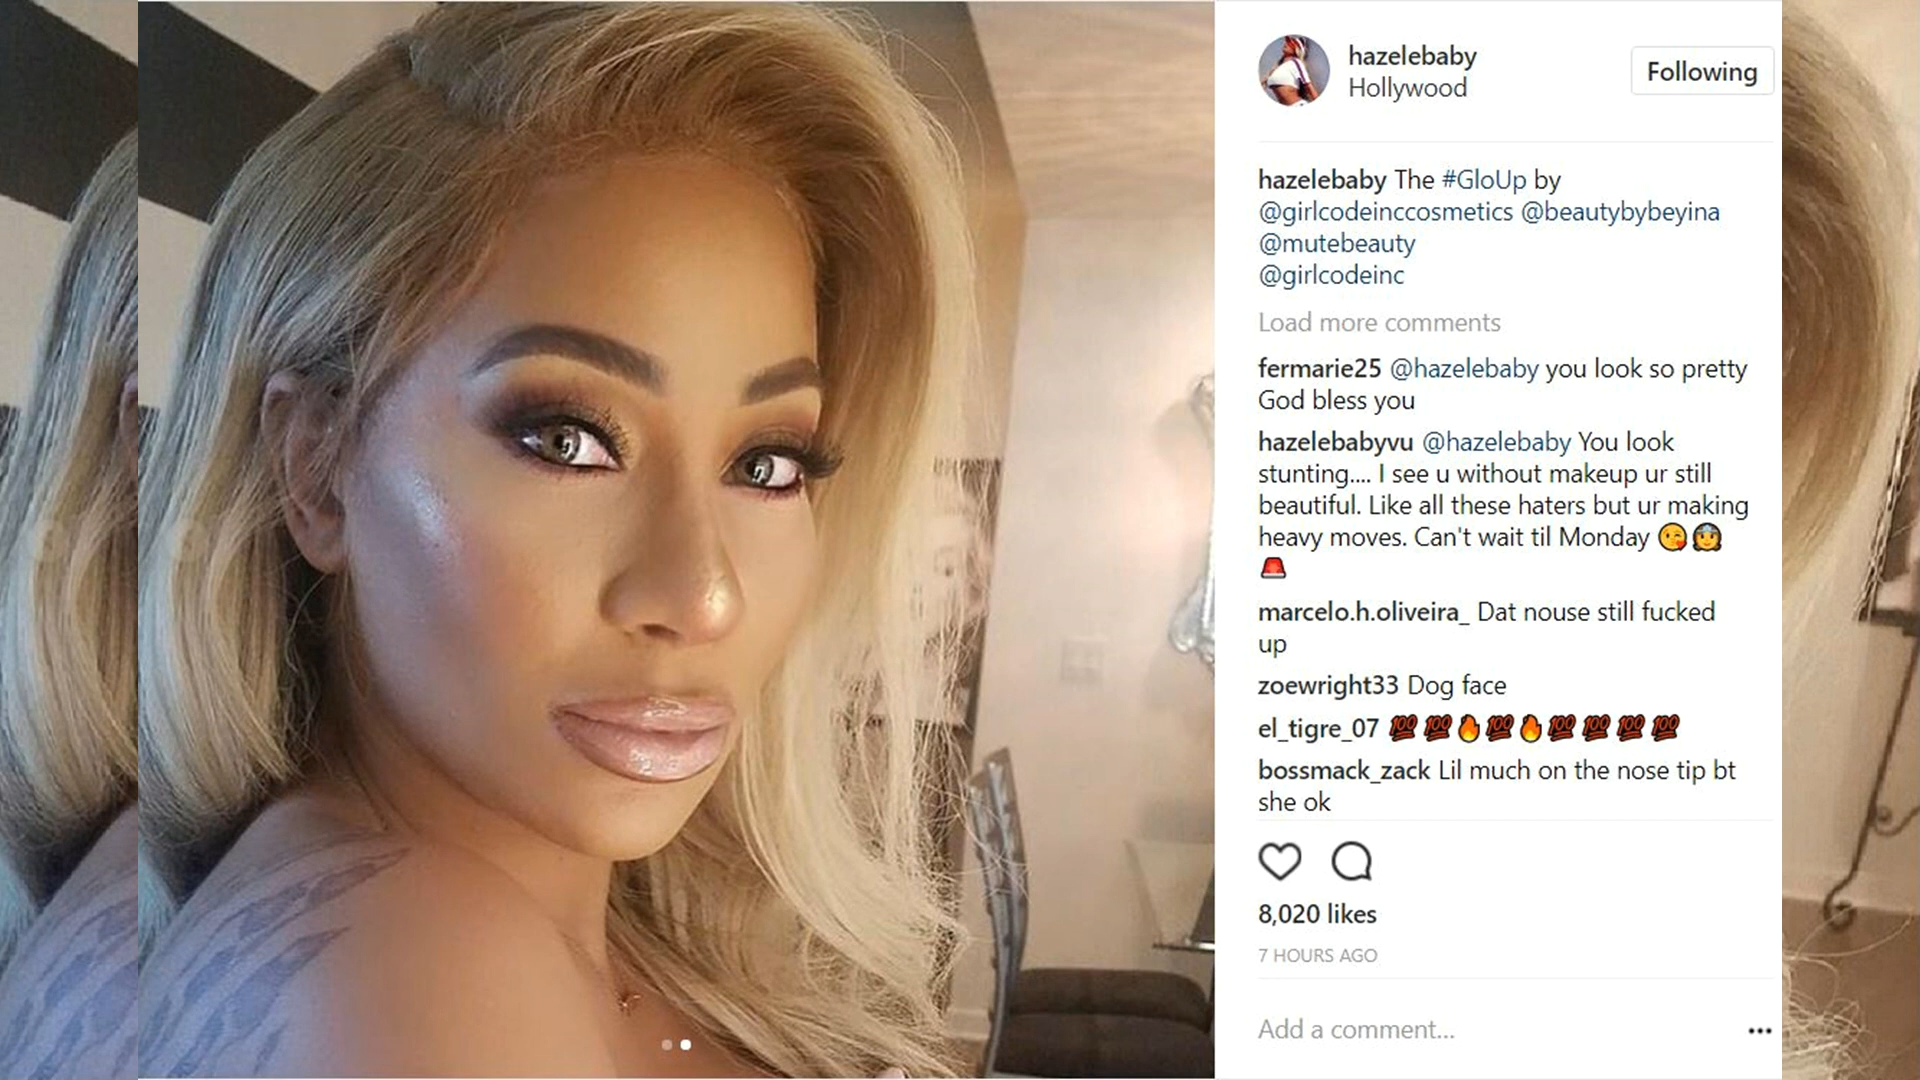 hazelebaby
Hollywood
Following
hazelebaby The #GloUp by
@girlcodeinccosmetics @beautybybeyina
@mutebeauty
@girlcodeinc
Load more comments
fermarie25 @hazelebaby you look so pretty
God bless you
hazelebabyvu @hazelebaby You look
stunting.... I see u without makeup ur still
beautiful. Like all these haters but ur making
heavy moves. Can't wait til Monday 😘👰
🚨
marcelo.h.oliveira_ Dat nouse still fucked
up
zoewright33 Dog face
el_tigre_07 💯💯🔥💯🔥💯💯💯💯
bossmack_zack Lil much on the nose tip bt
she ok
8,020 likes
7 HOURS AGO
Add a comment...